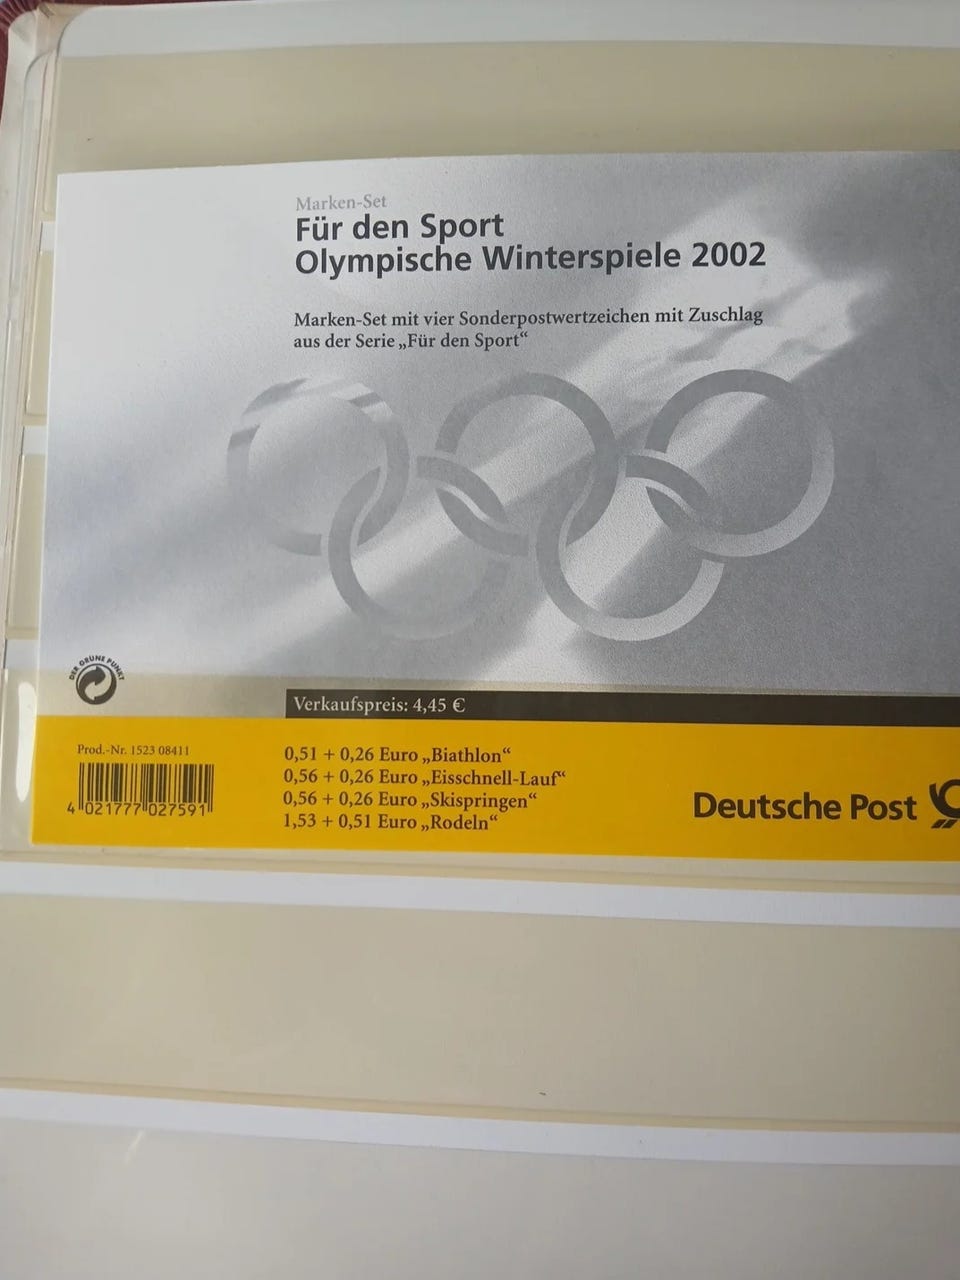 Marken-Set
Für den Sport
Olympische Winterspiele 2002
Marken-Set mit vier Sonderpostwertzeichen mit Zuschlag
aus der Serie „Für den Sport“
DER GRÜNE PUNKT
Verkaufspreis: 4,45 €
Prod.-Nr. 1523 08411
4 021777 027591
0,51 + 0,26 Euro „Biathlon“
0,56 + 0,26 Euro „Eisschnell-Lauf“
0,56 + 0,26 Euro „Skispringen“
1,53 + 0,51 Euro „Rodeln“
Deutsche Post